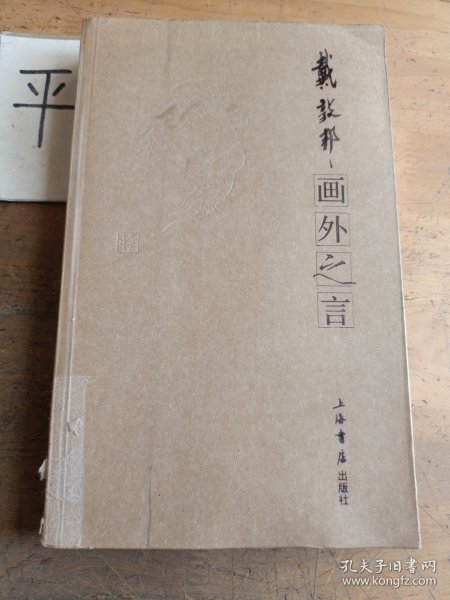 平
戴敦邦
画外之言
上海书店出版社
孔夫子旧书网
www.kongfz.com